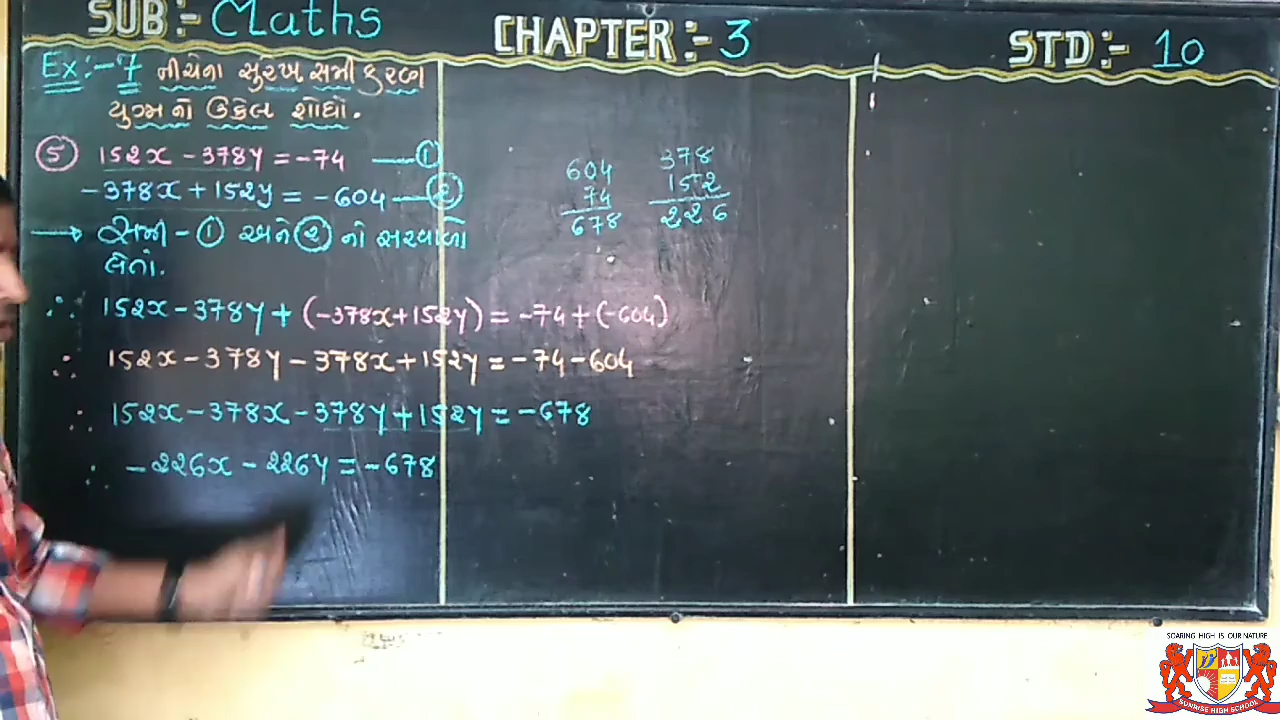 SUB:- Maths
CHAPTER:- 3
STD:- 10
Ex:-7 નીચેના સુરેખ સમીકરણ
યુગ્મનો ઉકેલ શોધો.
⑤ 152x - 378y = -74 —①
-378x + 152y = -604 —②
→ સમી - ① અને ② નો સરવાળો
લેતાં.
∴ 152x - 378y + (-378x + 152y) = -74 + (-604)
∴ 152x - 378y - 378x + 152y = -74 - 604
∴ 152x - 378x - 378y + 152y = -678
∴ -226x - 226y = -678
604
74
678
378
152
226
SOARING HIGH IS OUR NATURE
SUNRISE HIGH SCHOOL